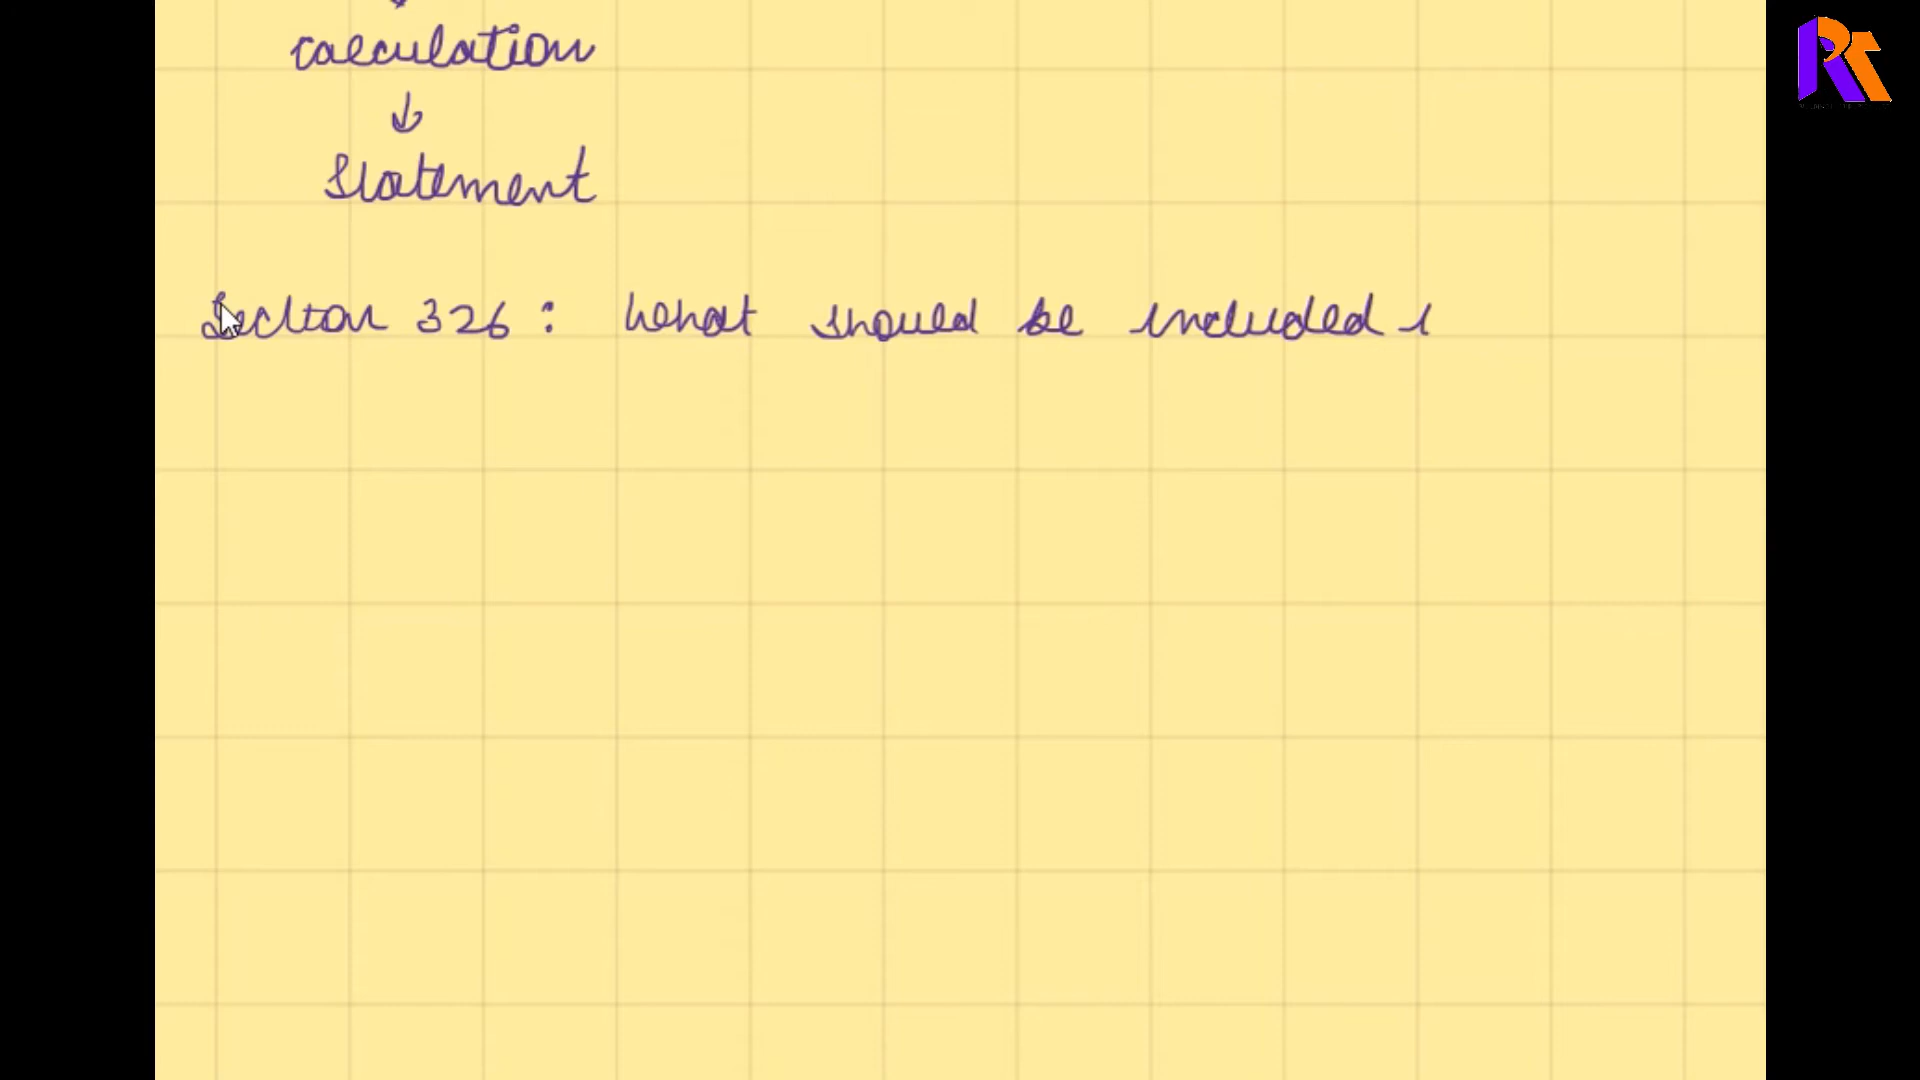 calculation
↓
Statement
Section 326: What should be included i